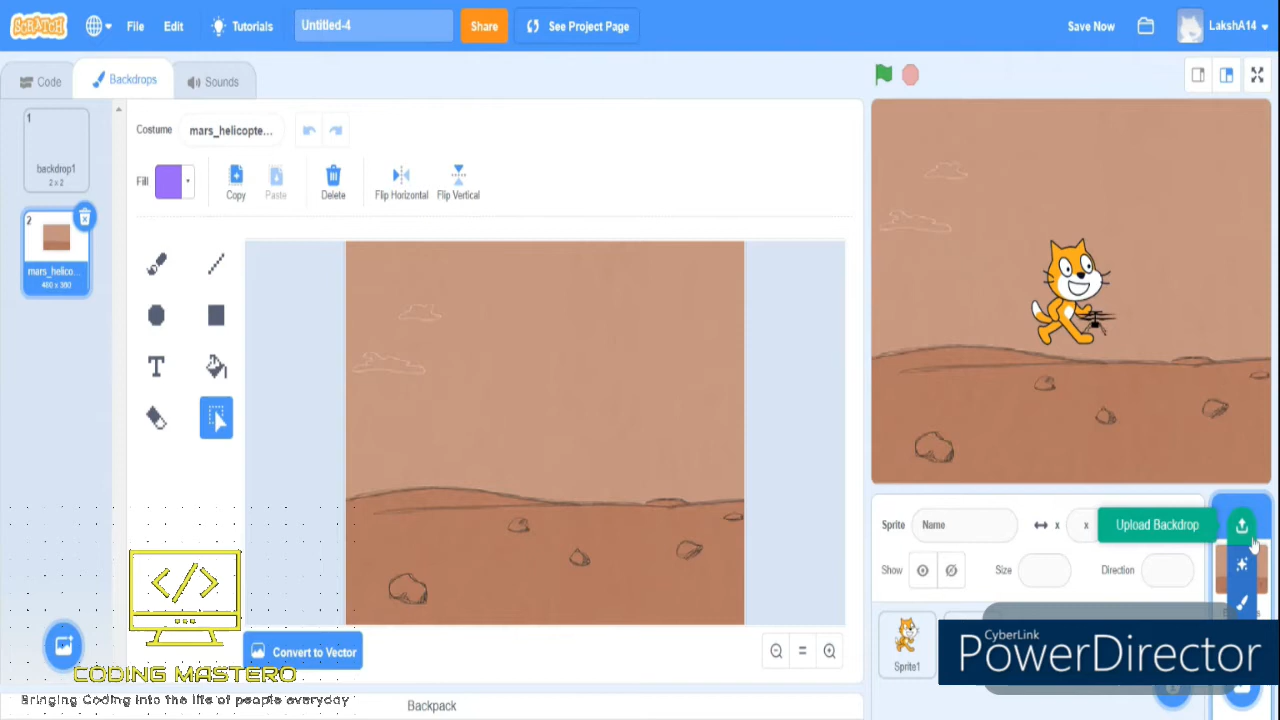 SCRATCH
File
Edit
Tutorials
Untitled-4
Share
See Project Page
Save Now
LakshA14
Code
Backdrops
Sounds
1
backdrop1
2 x 2
2
mars_helico...
480 x 360
Costume
mars_helicopte...
Fill
Copy
Paste
Delete
Flip Horizontal
Flip Vertical
T
Convert to Vector
Sprite
Name
x
x
Upload Backdrop
Show
Size
Direction
Sprite1
CyberLink
PowerDirector
</>
CODING MASTERO
Bringing Coding into the life of people everyday
Backpack